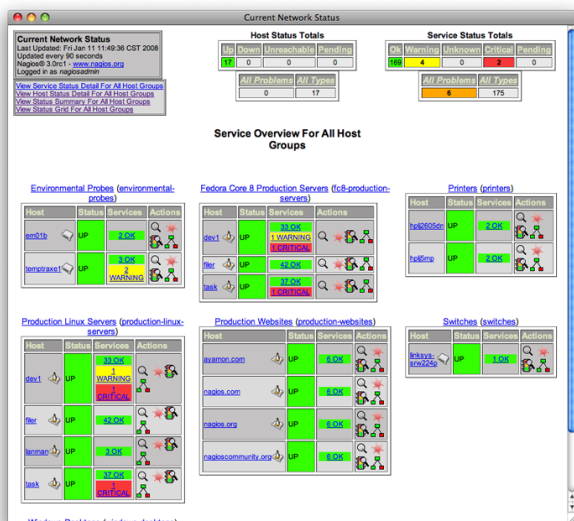 Current Network Status
Current Network Status
Last Updated: Fri Jan 11 11:49:36 CST 2008
Updated every 90 seconds
Nagios® 3.0rc1 - www.nagios.org
Logged in as nagiosadmin
View Service Status Detail For All Host Groups
View Host Status Detail For All Host Groups
View Status Summary For All Host Groups
View Status Grid For All Host Groups
Host Status Totals
Up Down Unreachable Pending
17 0 0 0
All Problems All Types
0 17
Service Status Totals
Ok Warning Unknown Critical Pending
169 4 0 2 0
All Problems All Types
6 175
Service Overview For All Host
Groups
Environmental Probes (environmental-
probes)
Host Status Services Actions
em01b UP 2 OK
temptraxe1 UP 3 OK
2
WARNING
Fedora Core 8 Production Servers (fc8-production-
servers)
Host Status Services Actions
dev1 UP 33 OK
1 WARNING
1 CRITICAL
filer UP 42 OK
task UP 37 OK
1 CRITICAL
Printers (printers)
Host Status Services Actions
hplj2605dn UP 2 OK
hplj5mp UP 2 OK
Production Linux Servers (production-linux-
servers)
Host Status Services Actions
dev1 UP 33 OK
1
WARNING
1
CRITICAL
filer UP 42 OK
lanman UP 3 OK
task UP 37 OK
1
CRITICAL
Production Websites (production-websites)
Host Status Services Actions
ayamon.com UP 6 OK
nagios.com UP 6 OK
nagios.org UP 6 OK
nagioscommunity.org UP 6 OK
Switches (switches)
Host Status Services Actions
linksys-
srw224p UP 1 OK